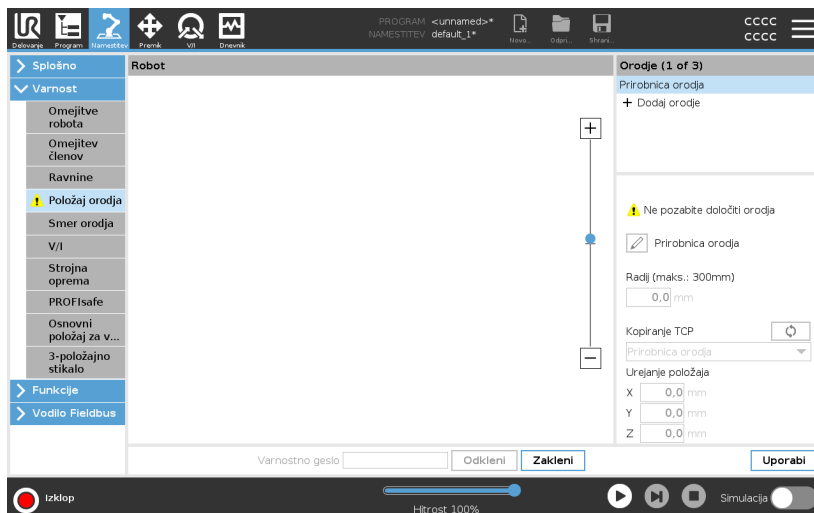 PROGRAM <unnamed>*
NAMESTITEV default_1*
Delovanje Program Namestitev Premik V/I Dnevnik
Novo... Odpri... Shrani...
CCCC
CCCC
Splošno
Varnost
Omejitve
robota
Omejitev
členov
Ravnine
Položaj orodja
Smer orodja
V/I
Strojna
oprema
PROFIsafe
Osnovni
položaj za v...
3-položajno
stikalo
Funkcije
Vodilo Fieldbus
Robot
Orodje (1 of 3)
Prirobnica orodja
+ Dodaj orodje
Ne pozabite določiti orodja
Prirobnica orodja
Radij (maks.: 300mm)
0,0 mm
Kopiranje TCP
Prirobnica orodja
Urejanje položaja
X 0,0 mm
Y 0,0 mm
Z 0,0 mm
Varnostno geslo Odkleni Zakleni Uporabi
Izklop
Hitrost 100%
Simulacija